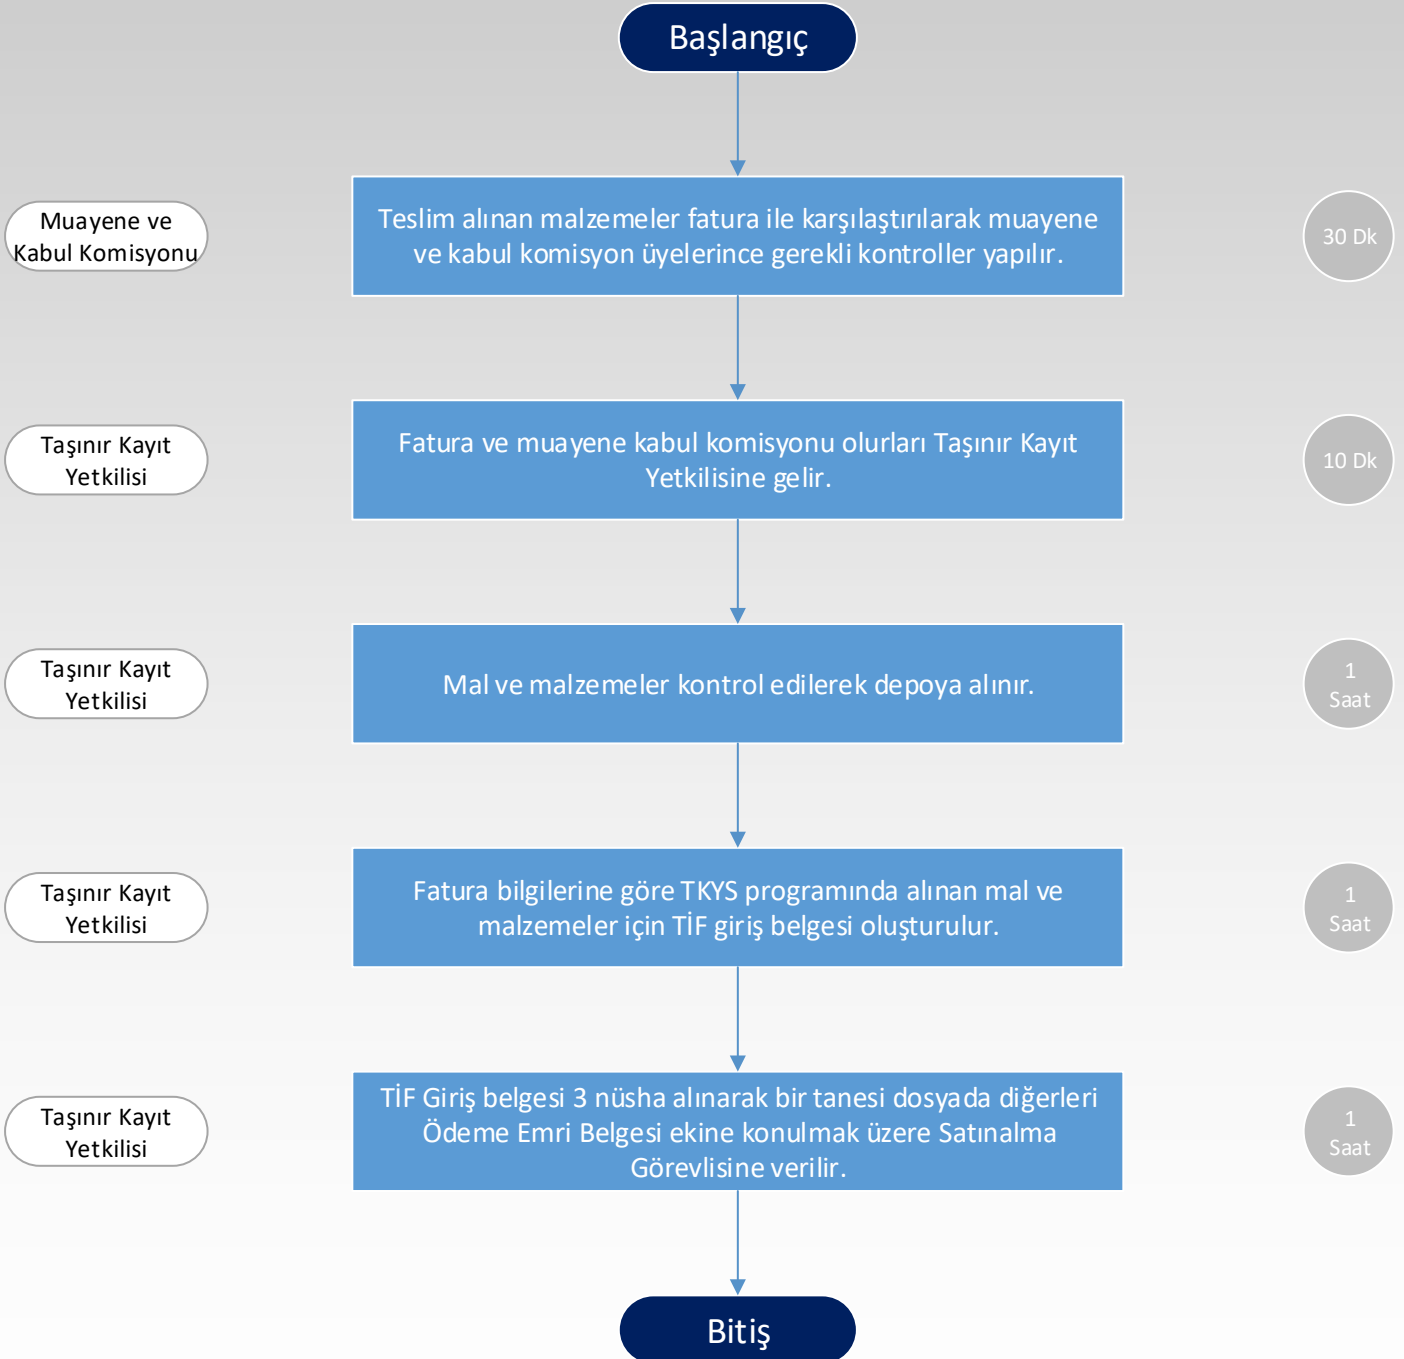 Başlangıç
Muayene ve
Kabul Komisyonu
Teslim alınan malzemeler fatura ile karşılaştırılarak muayene
ve kabul komisyon üyelerince gerekli kontroller yapılır.
30 Dk
Taşınır Kayıt
Yetkilisi
Fatura ve muayene kabul komisyonu olurları Taşınır Kayıt
Yetkilisine gelir.
10 Dk
Taşınır Kayıt
Yetkilisi
Mal ve malzemeler kontrol edilerek depoya alınır.
1
Saat
Taşınır Kayıt
Yetkilisi
Fatura bilgilerine göre TKYS programında alınan mal ve
malzemeler için TİF giriş belgesi oluşturulur.
1
Saat
Taşınır Kayıt
Yetkilisi
TİF Giriş belgesi 3 nüsha alınarak bir tanesi dosyada diğerleri
Ödeme Emri Belgesi ekine konulmak üzere Satınalma
Görevlisine verilir.
1
Saat
Bitiş